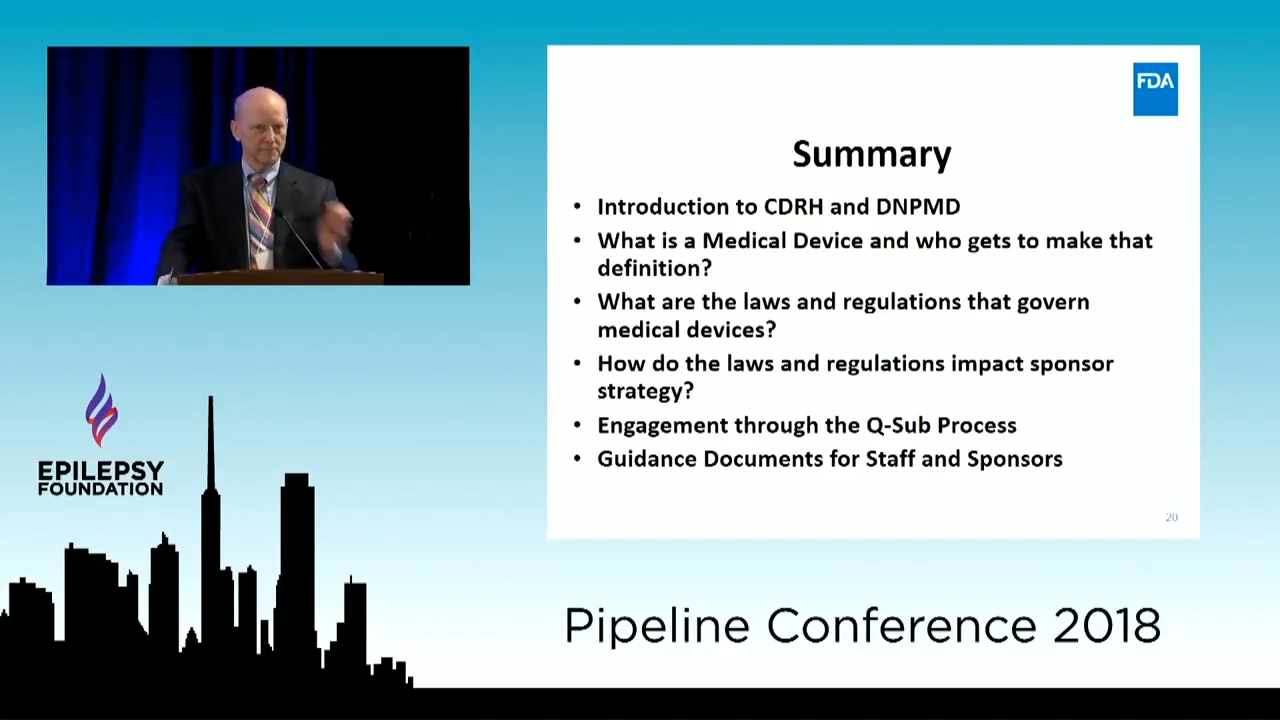 FDA
Summary
• Introduction to CDRH and DNPMD
• What is a Medical Device and who gets to make that
definition?
• What are the laws and regulations that govern
medical devices?
• How do the laws and regulations impact sponsor
strategy?
• Engagement through the Q-Sub Process
• Guidance Documents for Staff and Sponsors
20
EPILEPSY
FOUNDATION
Pipeline Conference 2018